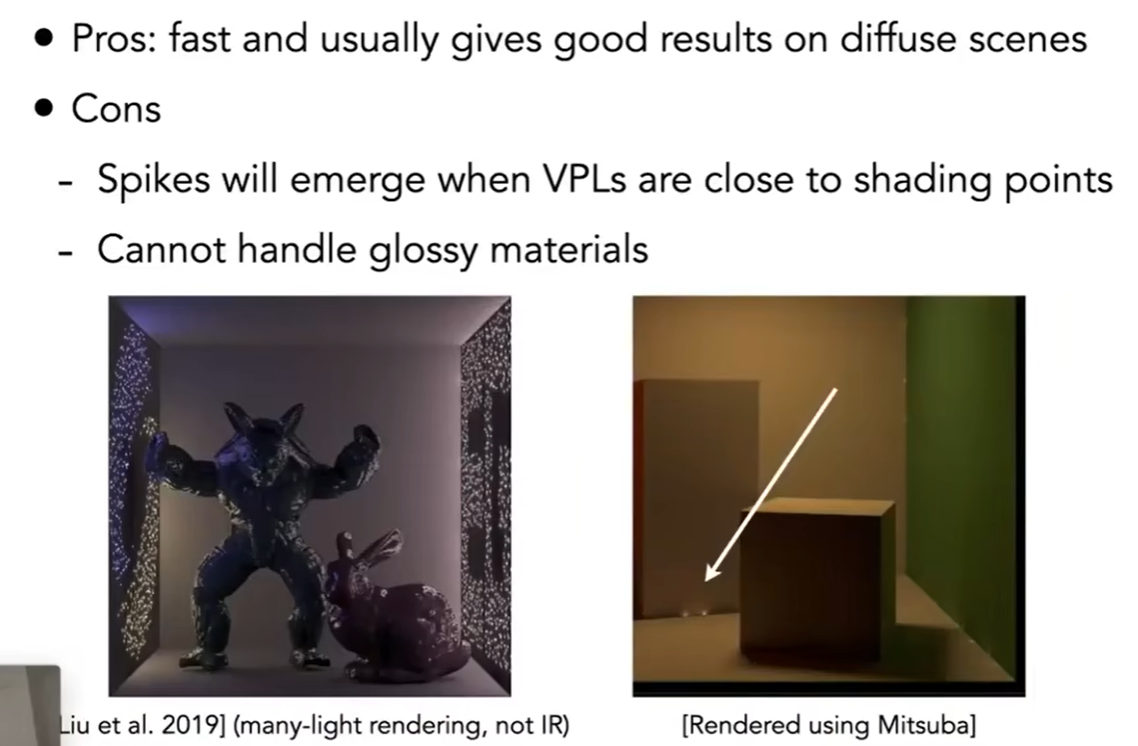 ● Pros: fast and usually gives good results on diffuse scenes
● Cons
- Spikes will emerge when VPLs are close to shading points
- Cannot handle glossy materials
Liu et al. 2019] (many-light rendering, not IR)
[Rendered using Mitsuba]